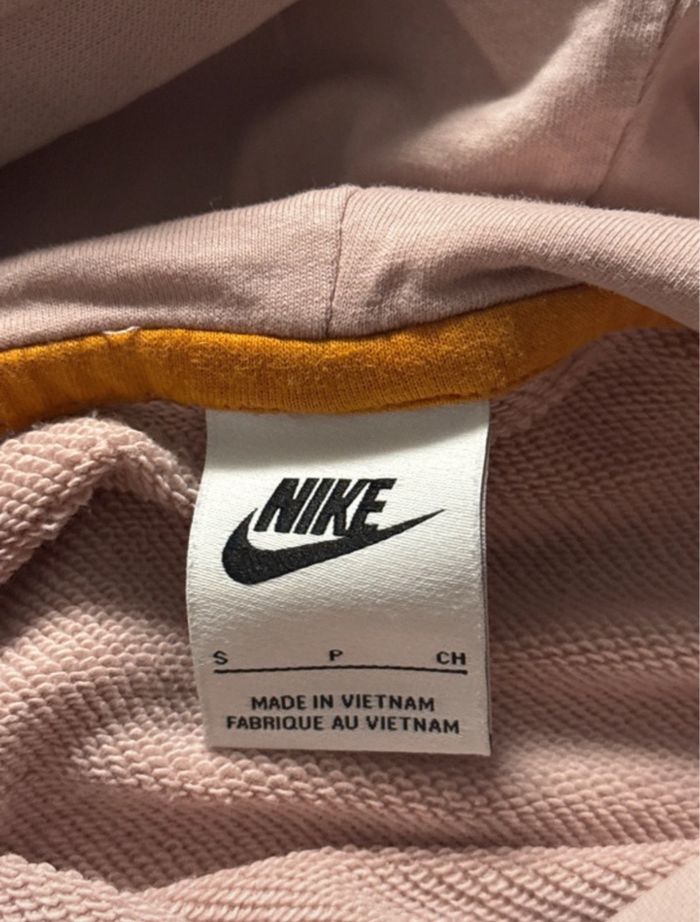 NIKE
S P CH
MADE IN VIETNAM
FABRIQUE AU VIETNAM